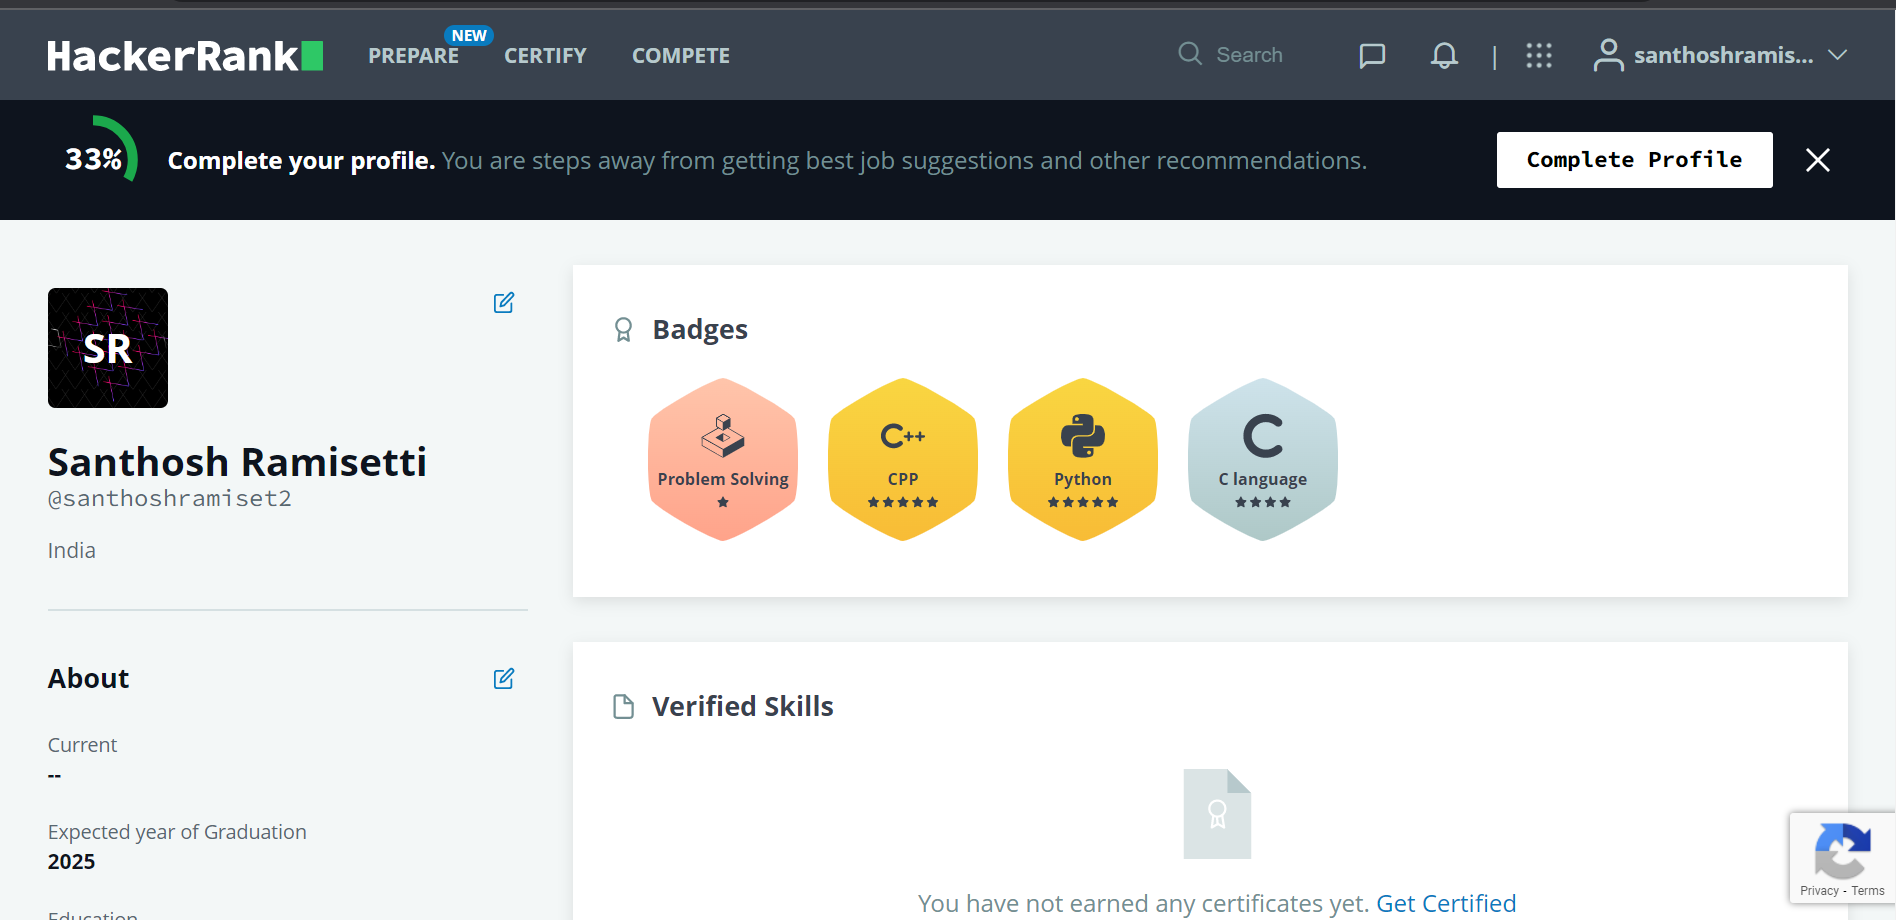 HackerRank
PREPARE NEW CERTIFY COMPETE Search | santhoshramis...
33% Complete your profile. You are steps away from getting best job suggestions and other recommendations. Complete Profile
SR
Santhosh Ramisetti
@santhoshramiset2
India
About
Current
--
Expected year of Graduation
2025
Education
Badges
Problem Solving
C++
CPP
Python
C
C language
Verified Skills
You have not earned any certificates yet. Get Certified
Privacy - Terms